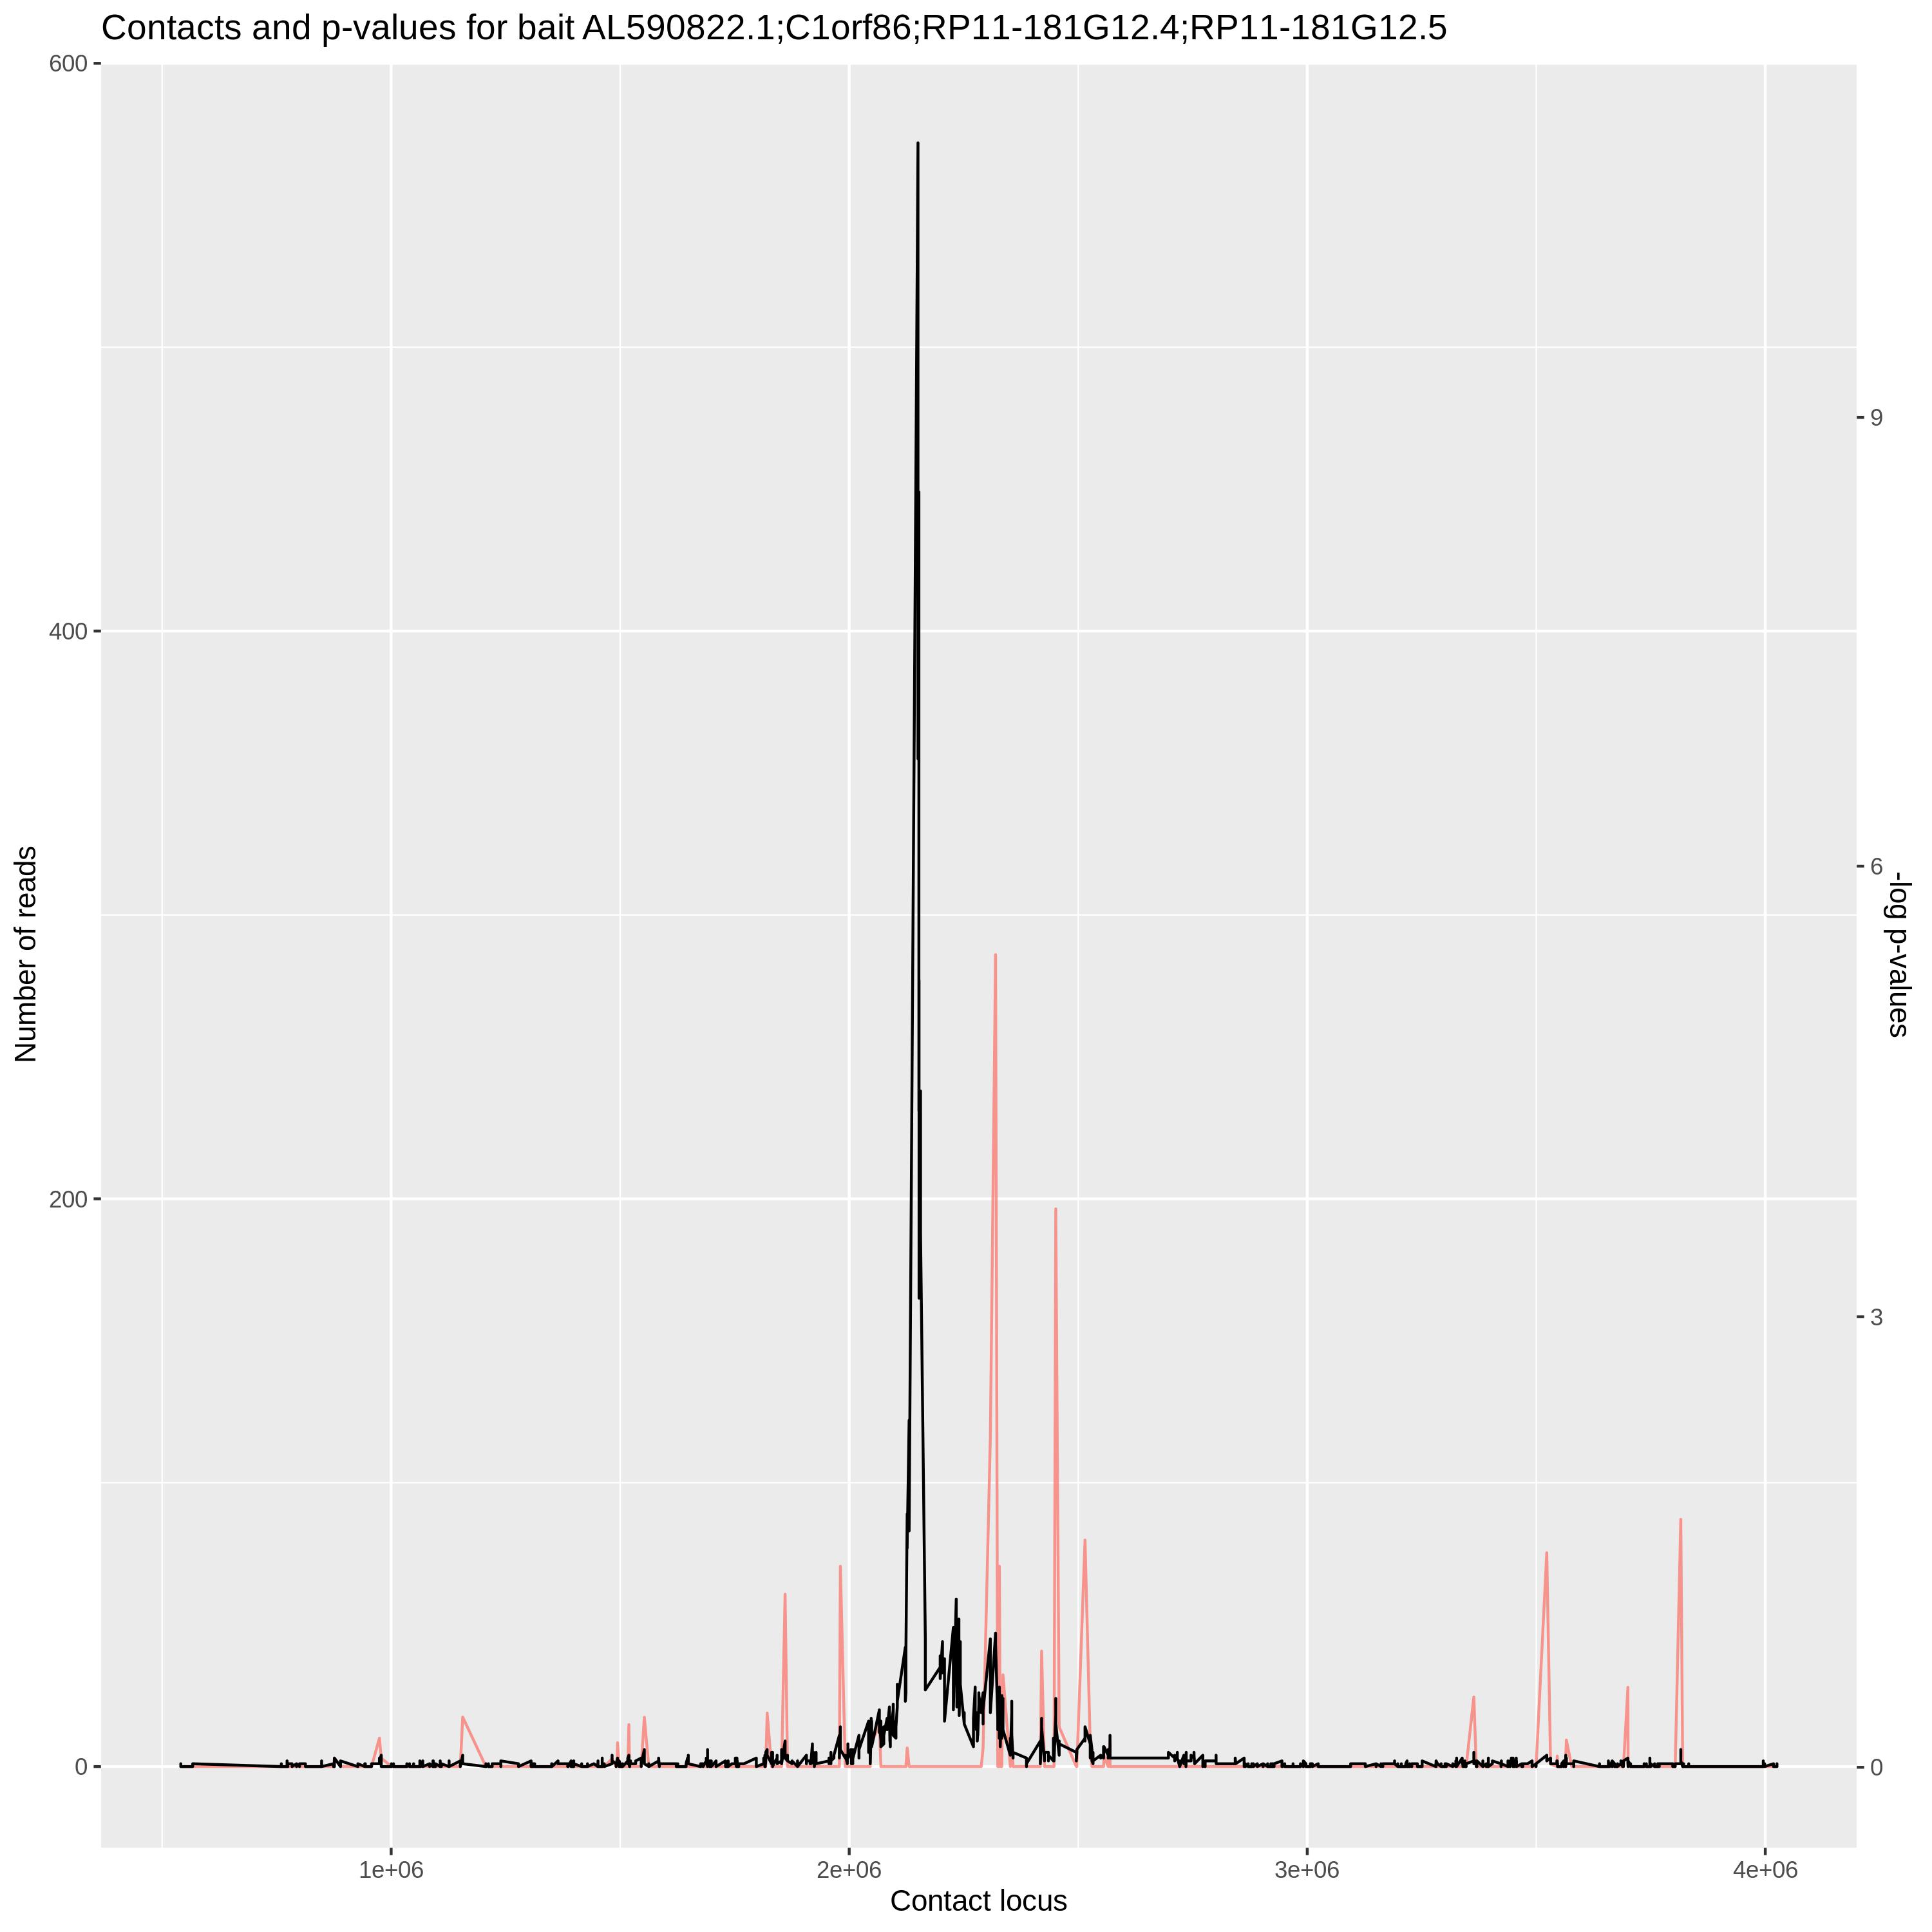 Contacts and p-values for bait AL590822.1;C1orf86;RP11-181G12.4;RP11-181G12.5
600
400
200
0
Number of reads
9
6
3
0
-log p-values
1e+06
2e+06
3e+06
4e+06
Contact locus